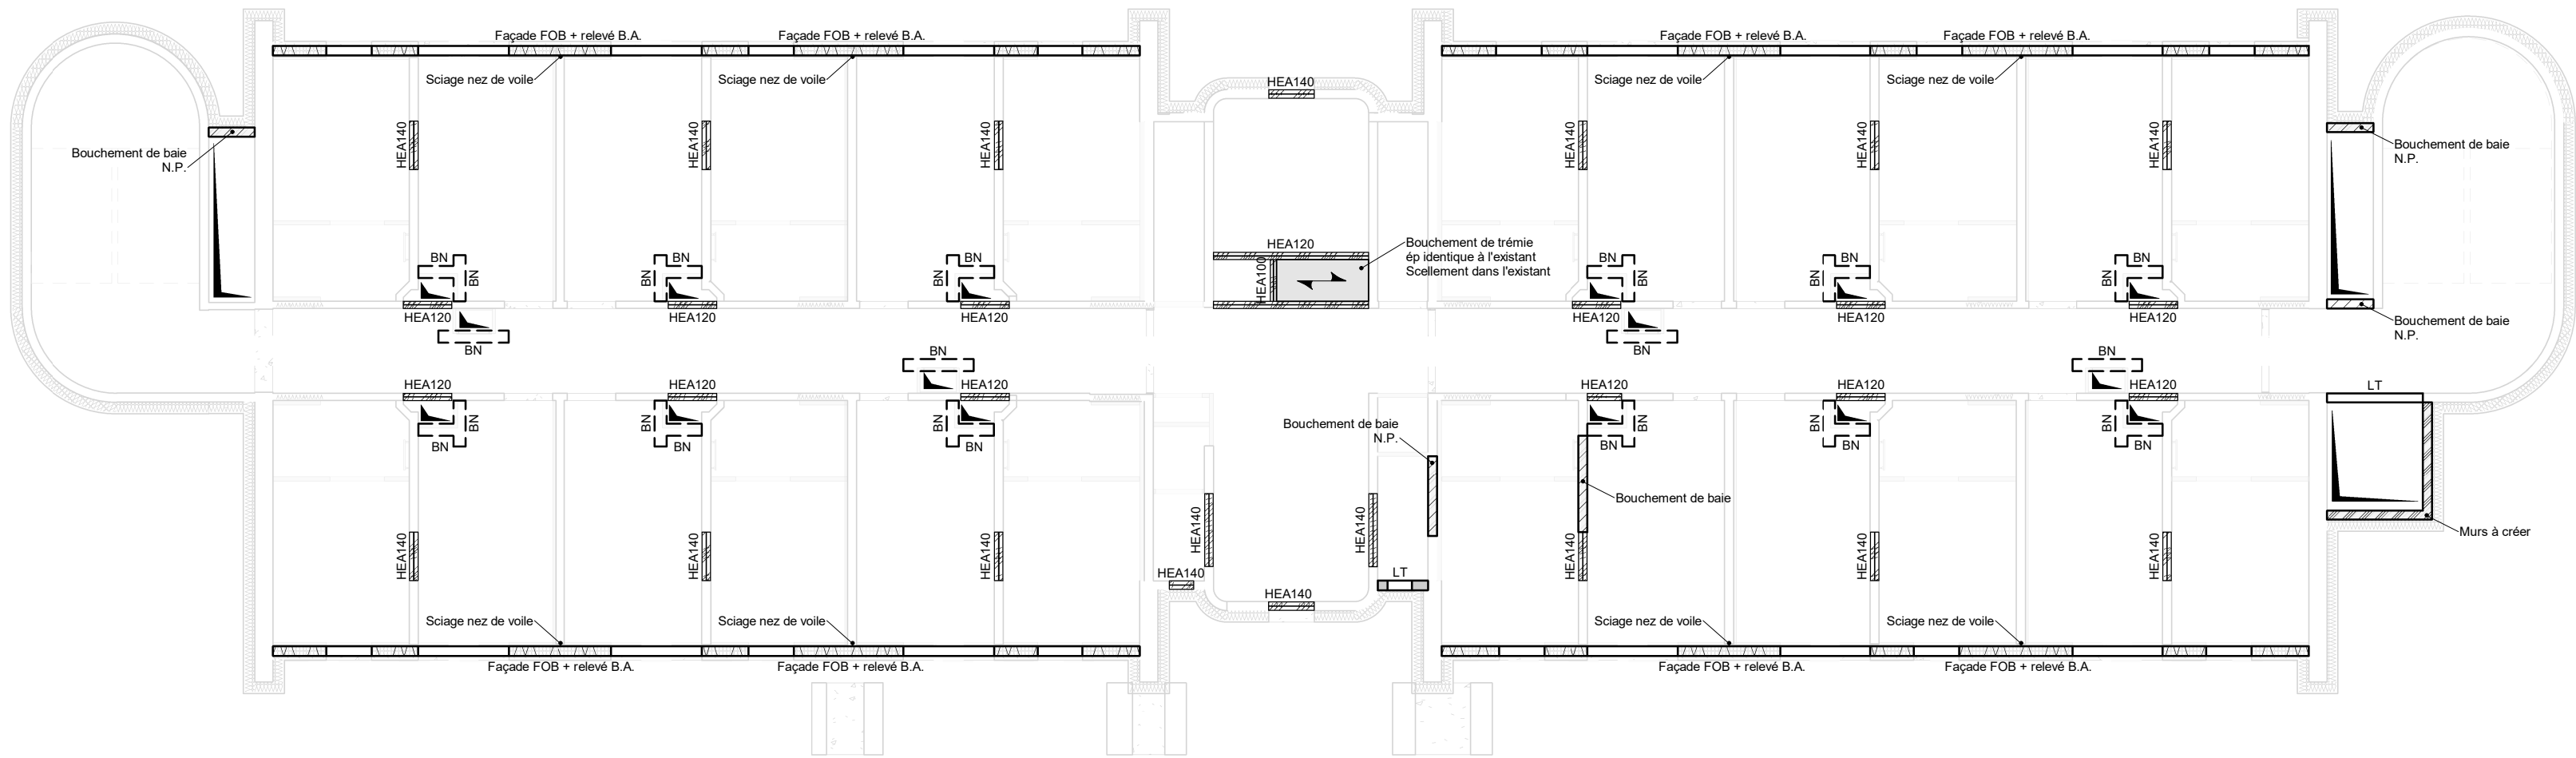 Façade FOB + relevé B.A.
Façade FOB + relevé B.A.
Façade FOB + relevé B.A.
Façade FOB + relevé B.A.
Sciage nez de voile
Sciage nez de voile
HEA140
Sciage nez de voile
Sciage nez de voile
Bouchement de baie
N.P.
HEA140
HEA140
HEA140
HEA140
HEA140
HEA140
Bouchement de baie
N.P.
BN
BN
BN
BN
BN
BN
HEA120
HEA100
Bouchement de trémie
ép identique à l'existant
Scellement dans l'existant
BN
BN
BN
BN
BN
BN
HEA120
HEA120
HEA120
HEA120
HEA120
HEA120
Bouchement de baie
N.P.
BN
BN
BN
BN
HEA120
HEA120
HEA120
HEA120
HEA120
HEA120
LT
BN
BN
BN
BN
BN
BN
Bouchement de baie
N.P.
BN
BN
BN
BN
BN
BN
Bouchement de baie
HEA140
HEA140
HEA140
HEA140
HEA140
HEA140
HEA140
HEA140
Murs à créer
HEA140
LT
HEA140
Sciage nez de voile
Sciage nez de voile
Sciage nez de voile
Sciage nez de voile
Façade FOB + relevé B.A.
Façade FOB + relevé B.A.
Façade FOB + relevé B.A.
Façade FOB + relevé B.A.